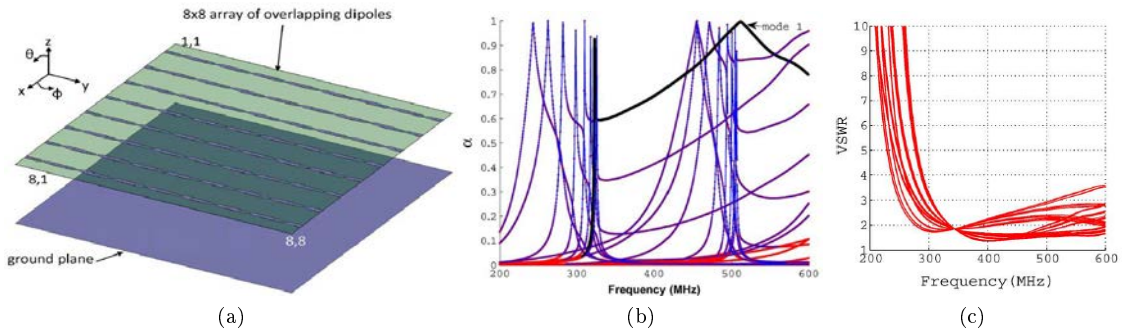 8x8 array of overlapping dipoles
1,1
z
θ
y
x
Φ
8,1
8,8
ground plane
(a)
mode 1
1
0.9
0.8
0.7
0.6
0.5
0.4
0.3
0.2
0.1
0
α
200 300 400 500 600
Frequency (MHz)
(b)
10
9
8
7
6
5
4
3
2
1
VSWR
200 300 400 500 600
Frequency(MHz)
(c)